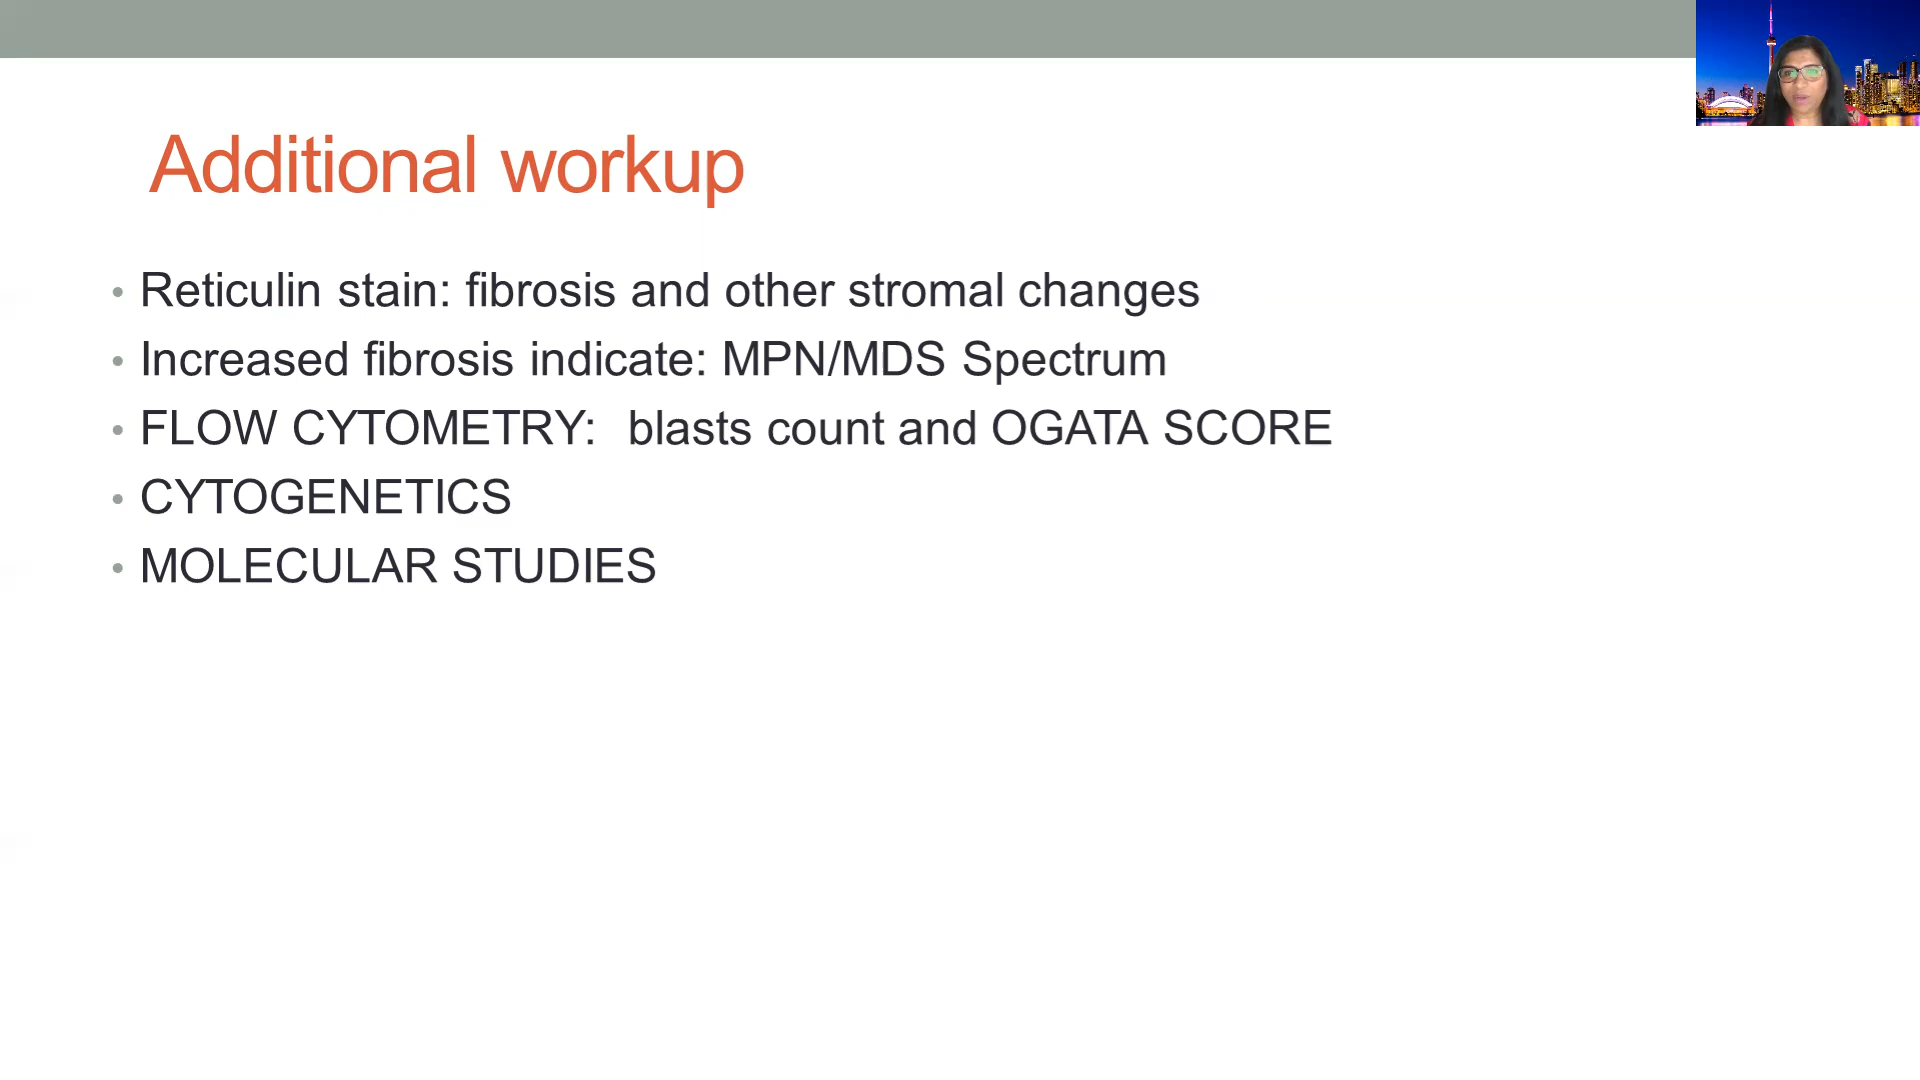 Additional workup
• Reticulin stain: fibrosis and other stromal changes
• Increased fibrosis indicate: MPN/MDS Spectrum
• FLOW CYTOMETRY:  blasts count and OGATA SCORE
• CYTOGENETICS
• MOLECULAR STUDIES